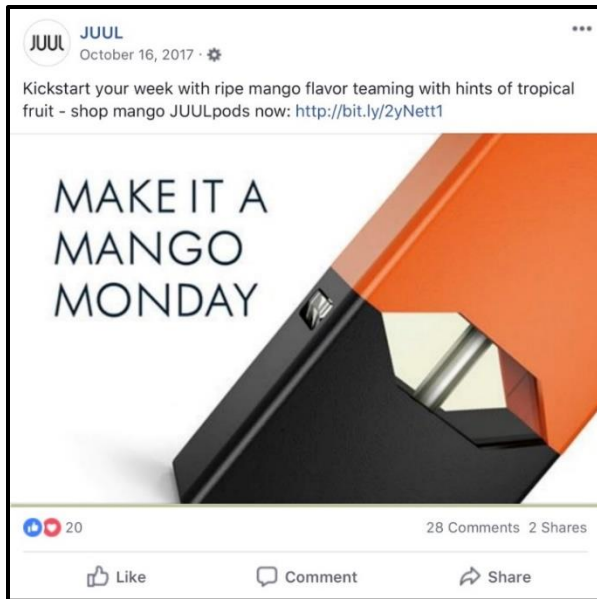 JUUL
JUUL
October 16, 2017 ·
Kickstart your week with ripe mango flavor teaming with hints of tropical
fruit - shop mango JUULpods now: http://bit.ly/2yNett1
MAKE IT A
MANGO
MONDAY
20
28 Comments 2 Shares
Like
Comment
Share